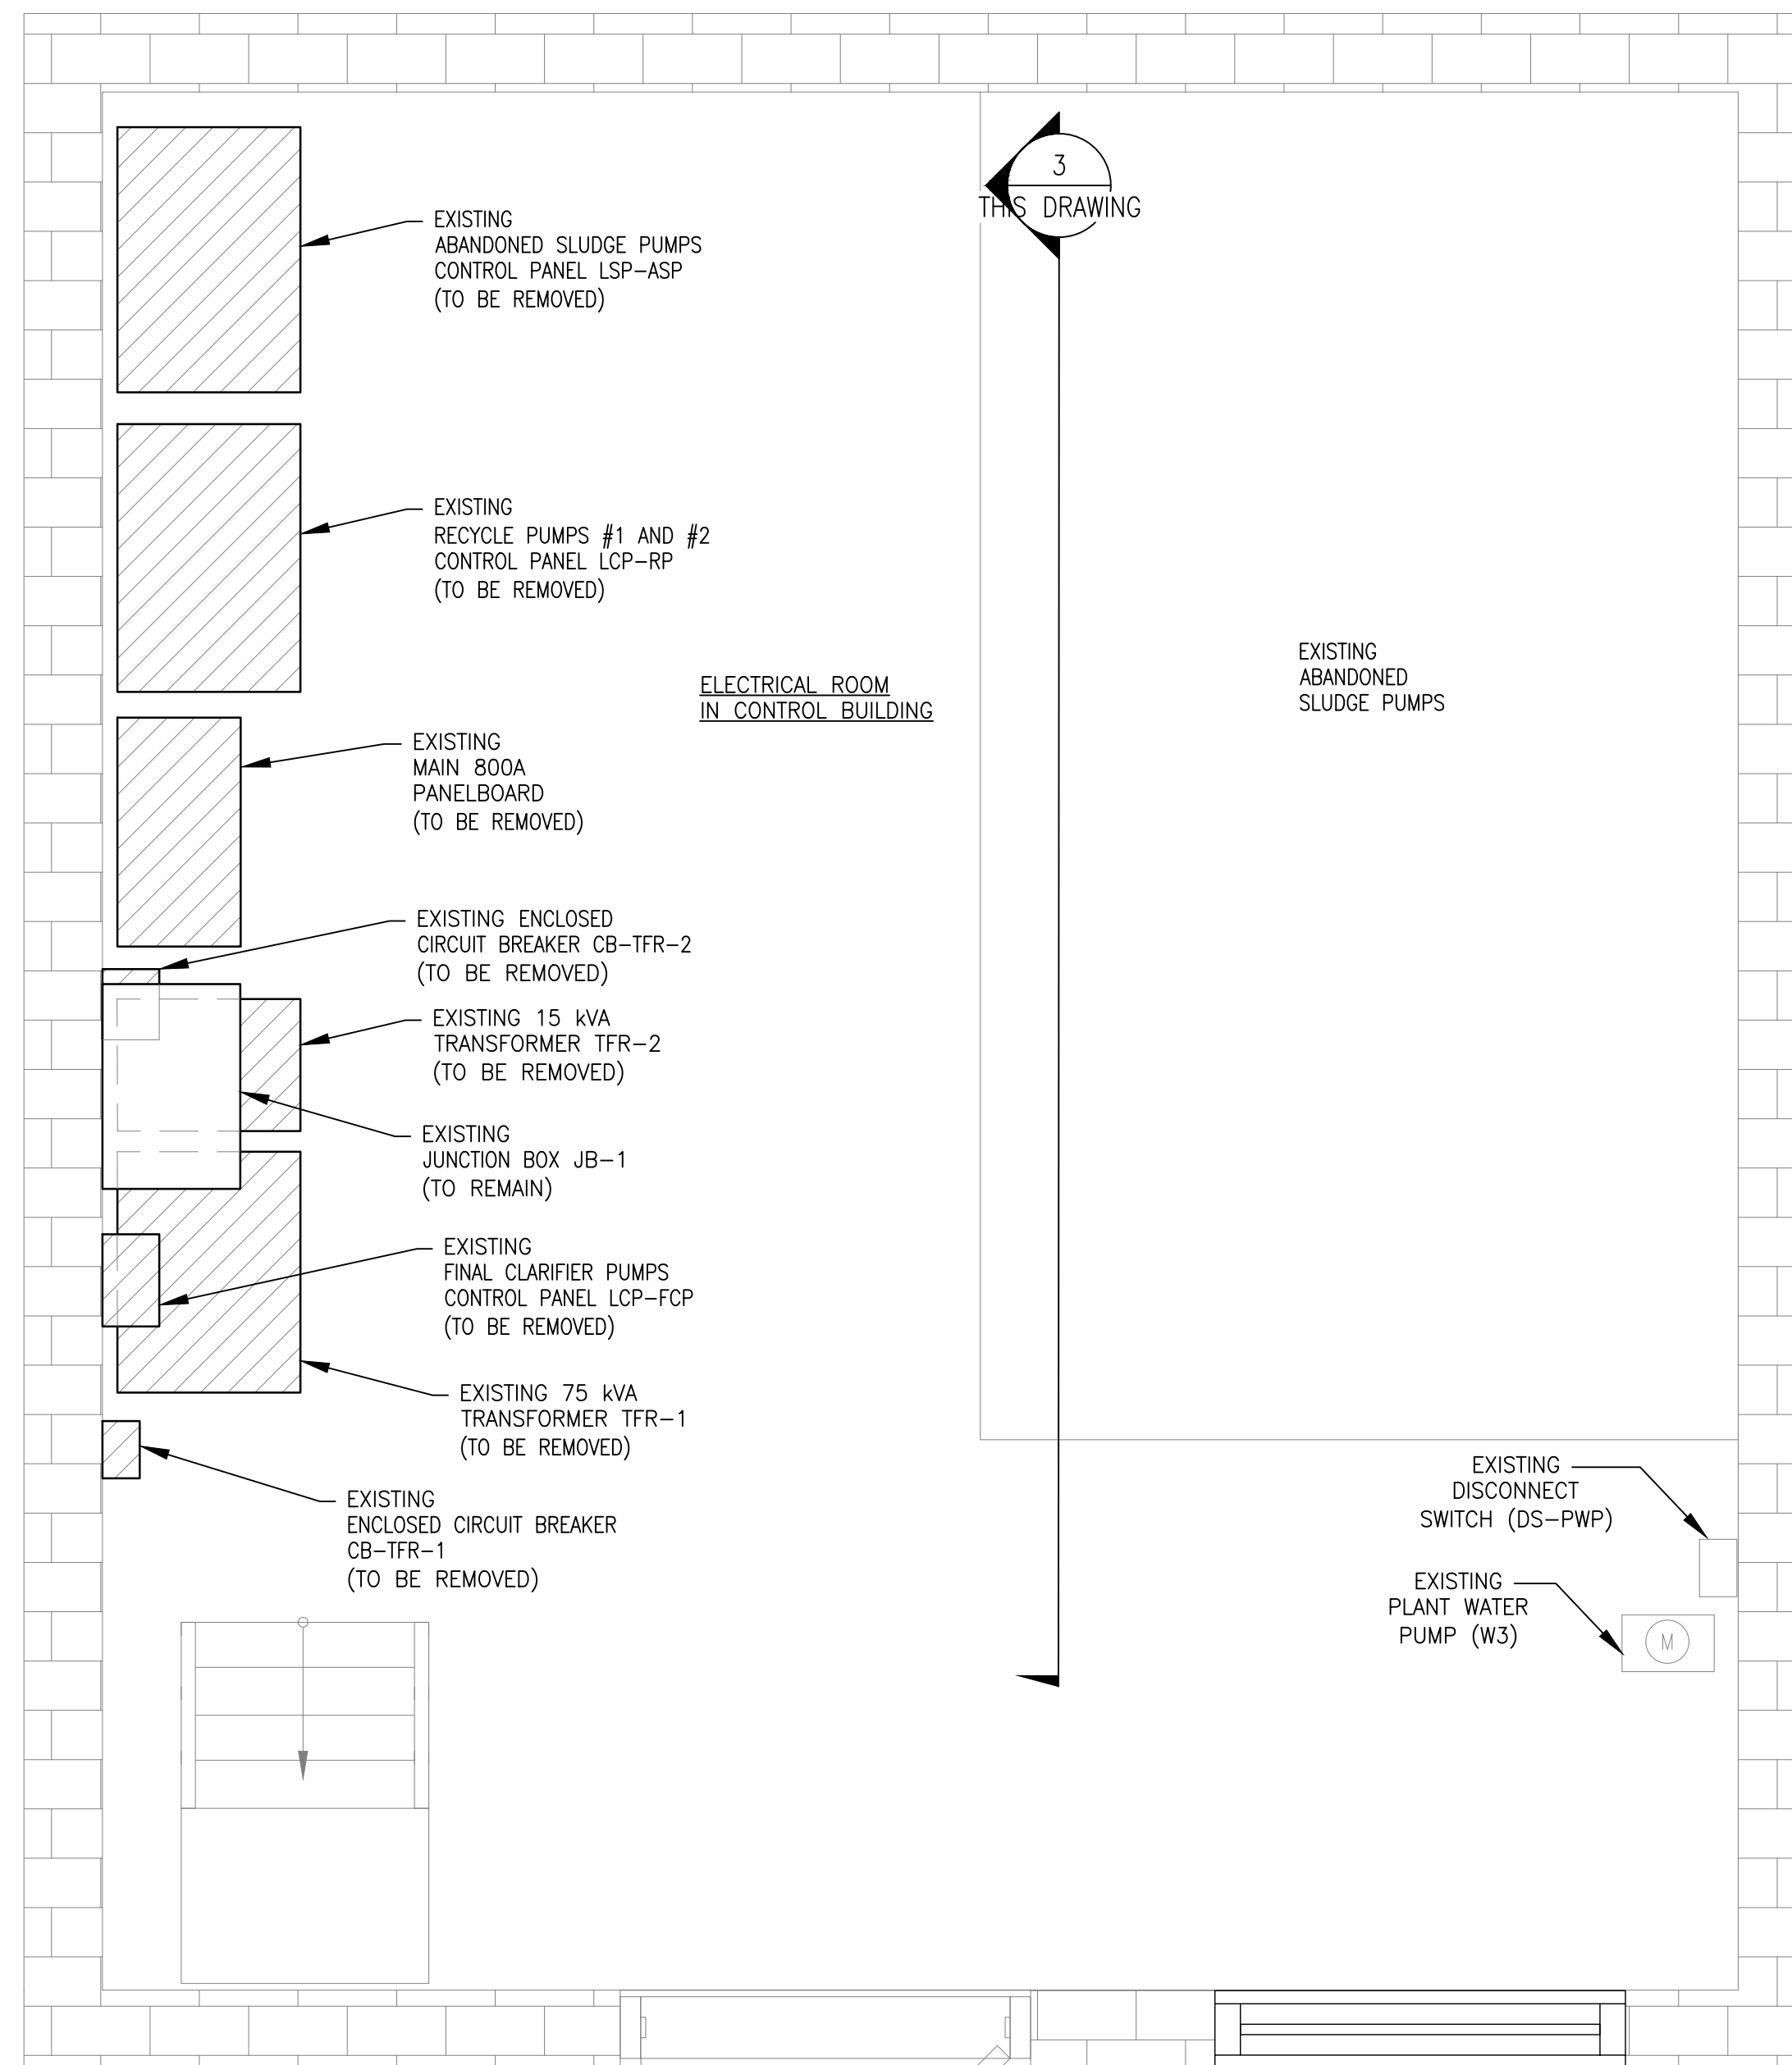 3
THIS DRAWING
EXISTING
ABANDONED SLUDGE PUMPS
CONTROL PANEL LSP-ASP
(TO BE REMOVED)
EXISTING
RECYCLE PUMPS #1 AND #2
CONTROL PANEL LCP-RP
(TO BE REMOVED)
ELECTRICAL ROOM
IN CONTROL BUILDING
EXISTING
ABANDONED
SLUDGE PUMPS
EXISTING
MAIN 800A
PANELBOARD
(TO BE REMOVED)
EXISTING ENCLOSED
CIRCUIT BREAKER CB-TFR-2
(TO BE REMOVED)
EXISTING 15 kVA
TRANSFORMER TFR-2
(TO BE REMOVED)
EXISTING
JUNCTION BOX JB-1
(TO REMAIN)
EXISTING
FINAL CLARIFIER PUMPS
CONTROL PANEL LCP-FCP
(TO BE REMOVED)
EXISTING 75 kVA
TRANSFORMER TFR-1
(TO BE REMOVED)
EXISTING
ENCLOSED CIRCUIT BREAKER
CB-TFR-1
(TO BE REMOVED)
EXISTING
DISCONNECT
SWITCH (DS-PWP)
EXISTING
PLANT WATER
PUMP (W3)
M